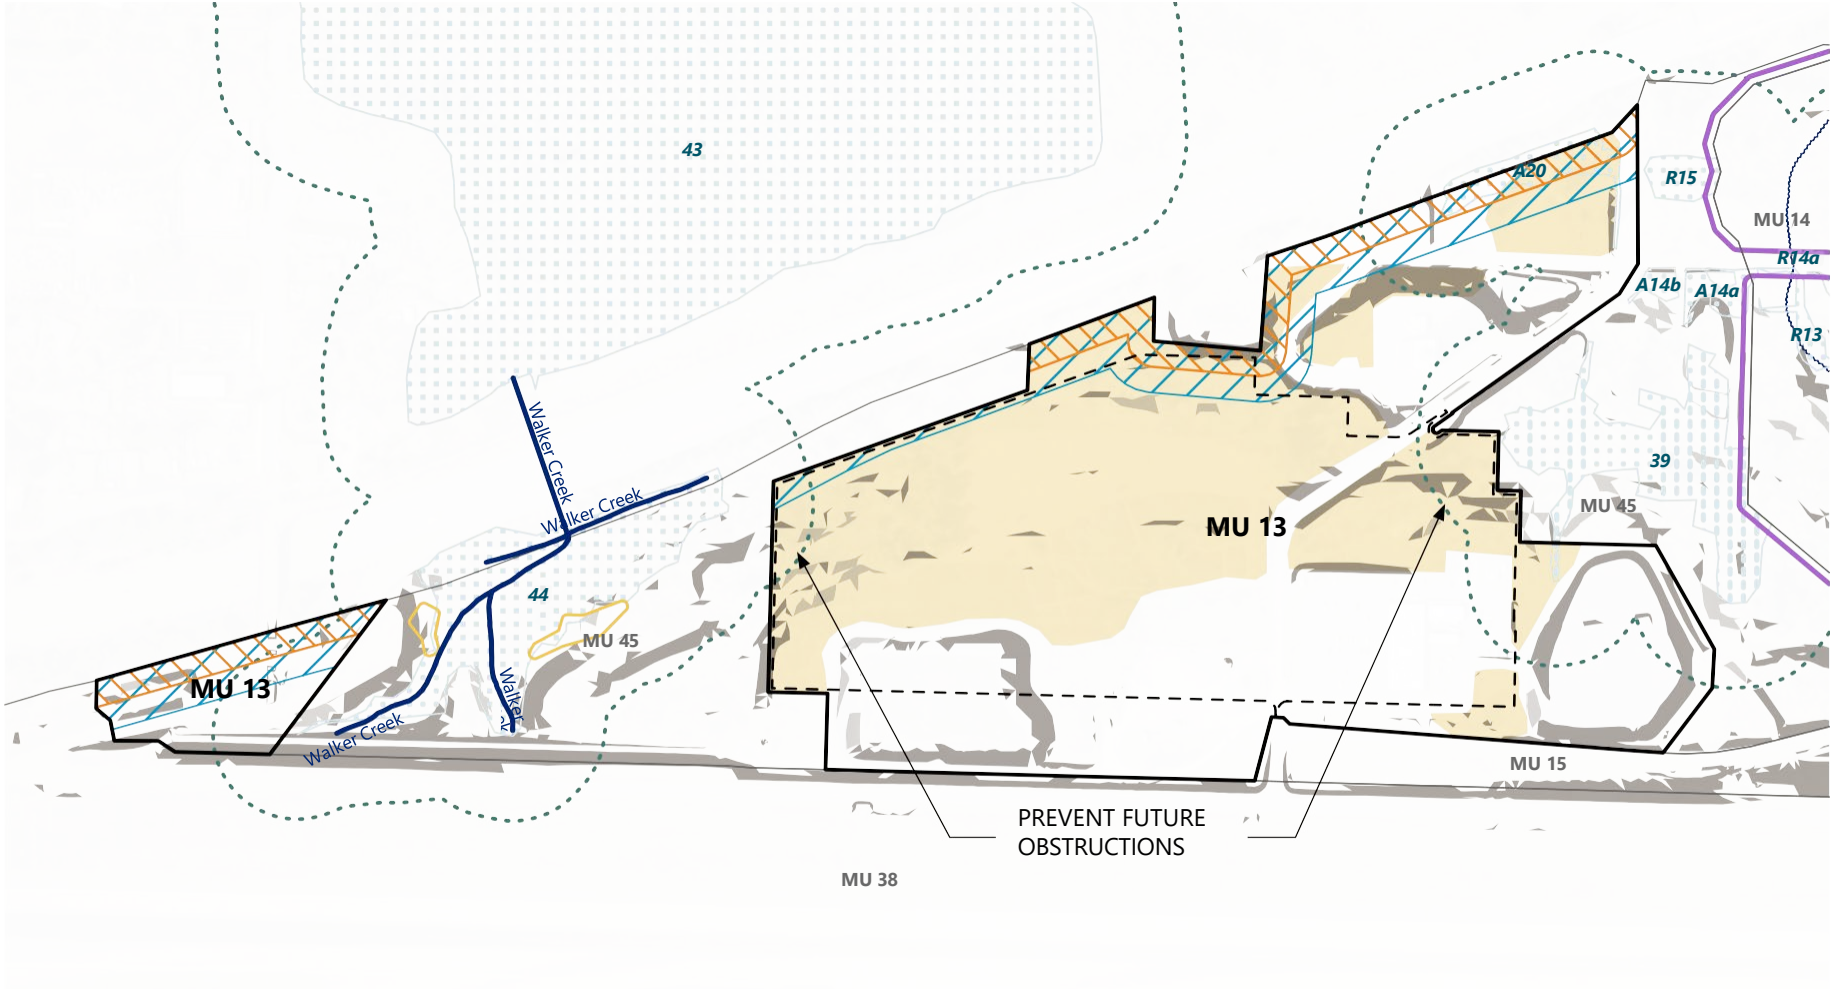 43
A20
R15
MU 14
R14a
A14b
A14a
R13
Walker Creek
Walker Creek
39
MU 45
MU 13
44
MU 45
MU 13
Walker
Walker Creek
MU 15
PREVENT FUTURE
OBSTRUCTIONS
MU 38